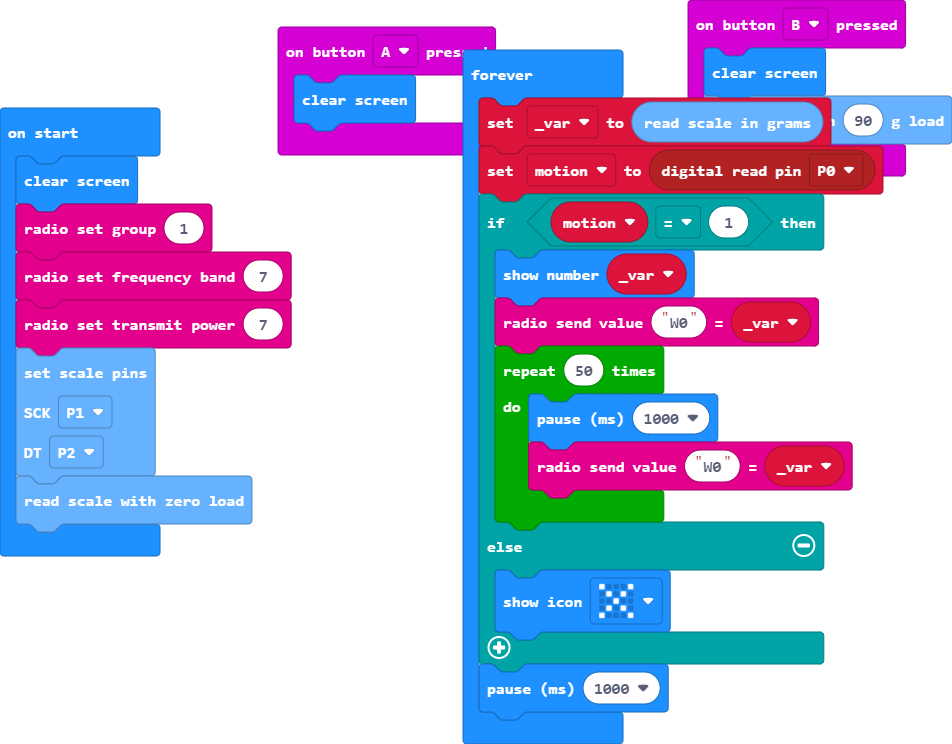 on start
clear screen
radio set group 1
radio set frequency band 7
radio set transmit power 7
set scale pins
SCK P1
DT P2
read scale with zero load
on button A
clear screen
on button B pressed
clear screen
90 g load
forever
set _var to read scale in grams
set motion to digital read pin P0
if motion = 1 then
show number _var
radio send value "W0" = _var
repeat 50 times
do
pause (ms) 1000
radio send value "W0" = _var
else
show icon
pause (ms) 1000